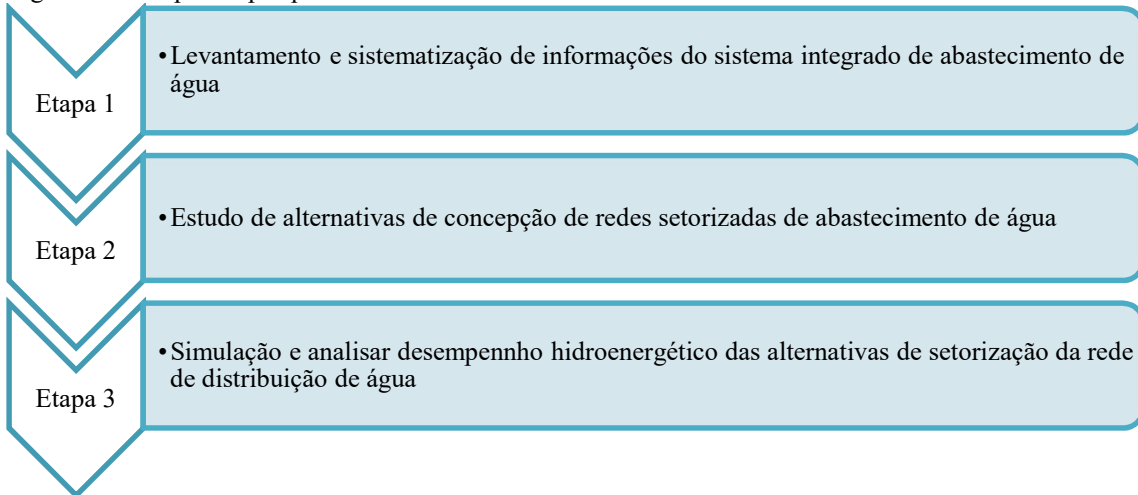 Etapa 1
•Levantamento e sistematização de informações do sistema integrado de abastecimento de
água
Etapa 2
•Estudo de alternativas de concepção de redes setorizadas de abastecimento de água
Etapa 3
•Simulação e analisar desempennho hidroenergético das alternativas de setorização da rede
de distribuição de água